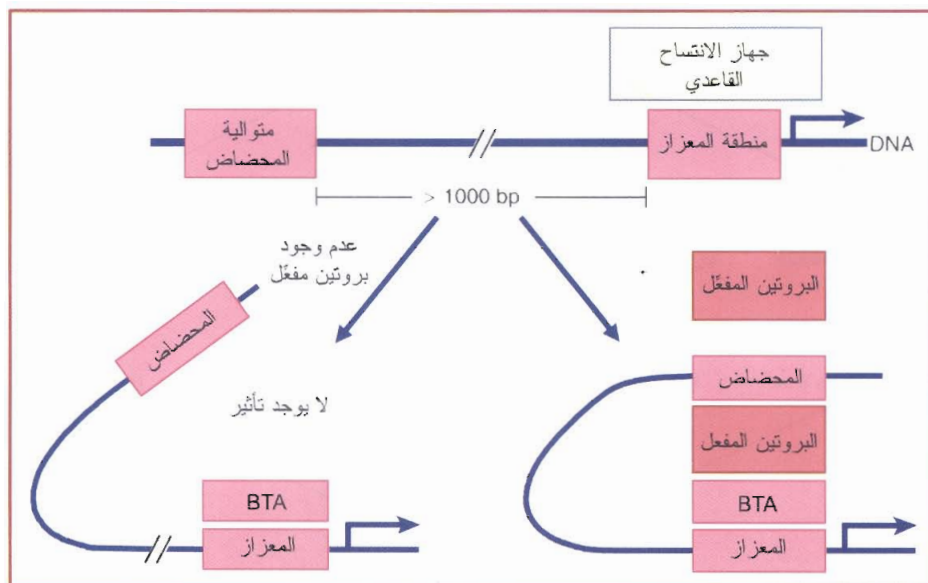 جهاز الانتساخ
القاعدي
متوالية
المحضاض
منطقة المعزاز
DNA
> 1000 bp
عدم وجود
بروتين مفعّل
البروتين المفعّل
المحضاض
المحضاض
لا يوجد تأثير
البروتين المفعل
BTA
BTA
المعزاز
المعزاز